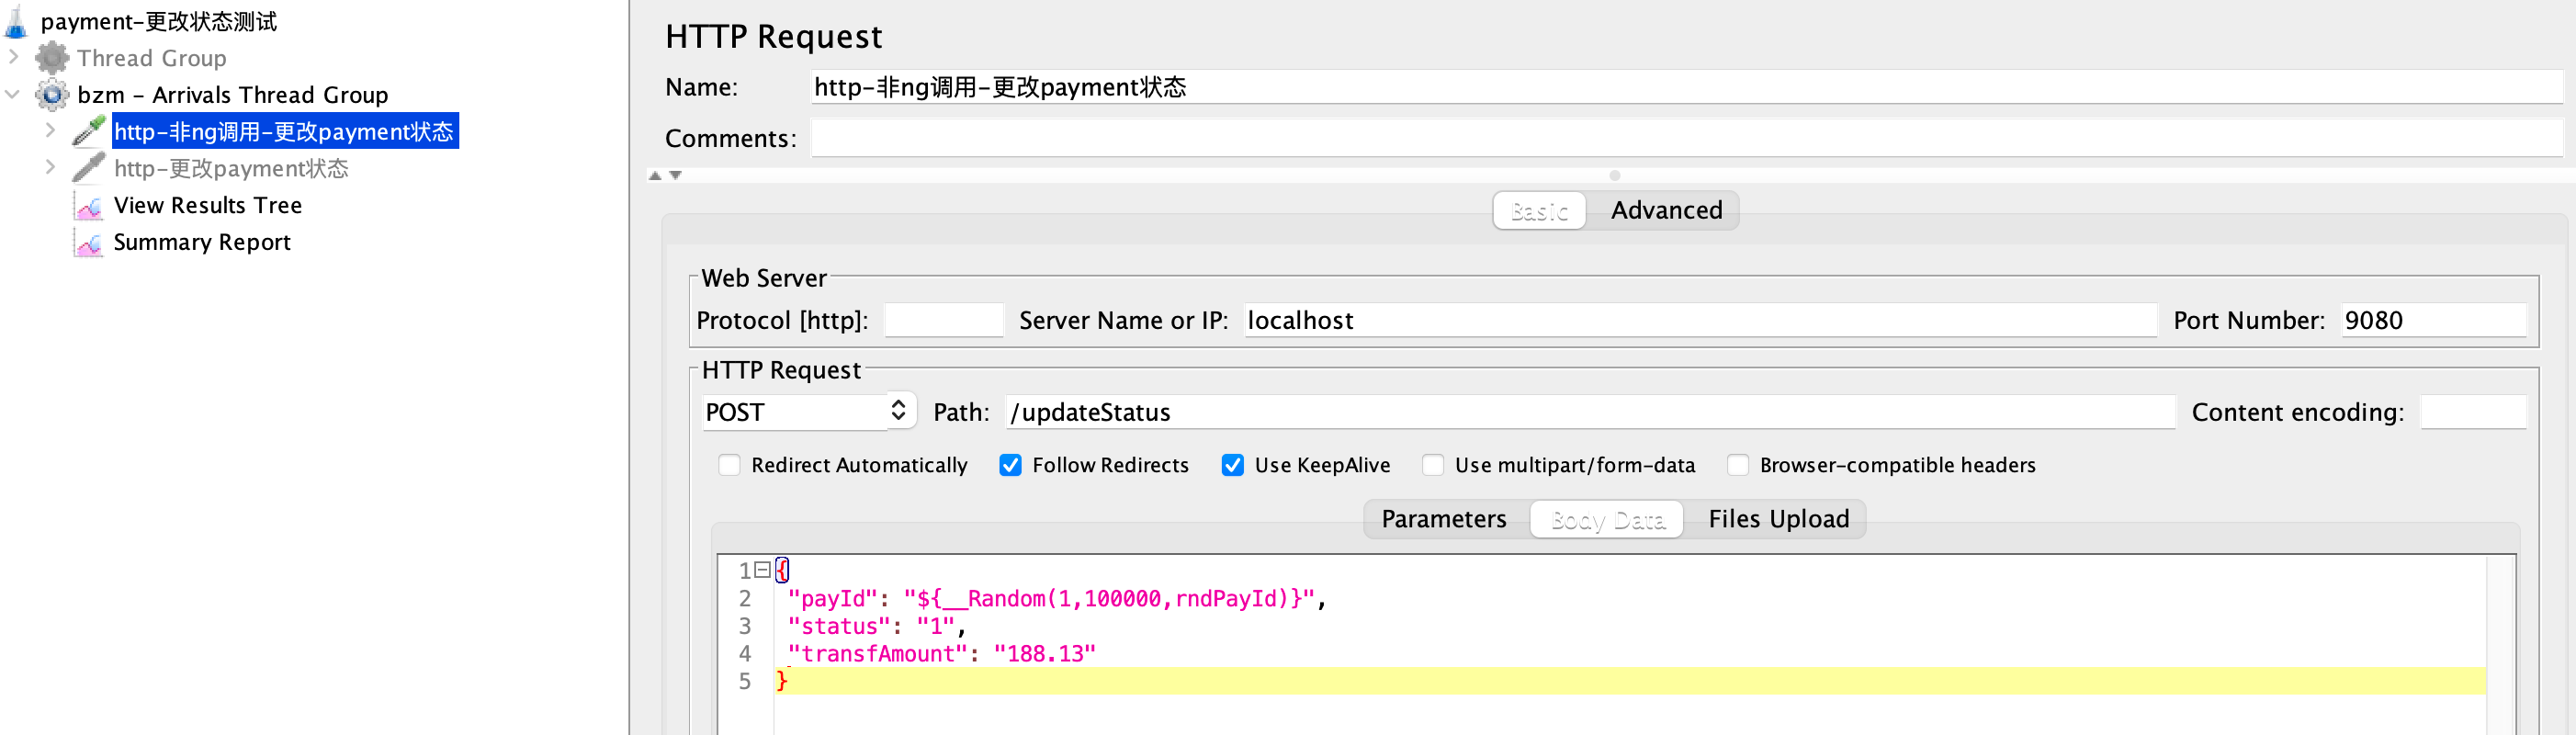 payment-更改状态测试
Thread Group
bzm - Arrivals Thread Group
http-非ng调用-更改payment状态
http-更改payment状态
View Results Tree
Summary Report
HTTP Request
Name: http-非ng调用-更改payment状态
Comments:
Basic Advanced
Web Server
Protocol [http]: Server Name or IP: localhost Port Number: 9080
HTTP Request
POST Path: /updateStatus Content encoding:
Redirect Automatically Follow Redirects Use KeepAlive Use multipart/form-data Browser-compatible headers
Parameters Body Data Files Upload
1 {
2 "payId": "${__Random(1,100000,rndPayId)}",
3 "status": "1",
4 "transfAmount": "188.13"
5 }